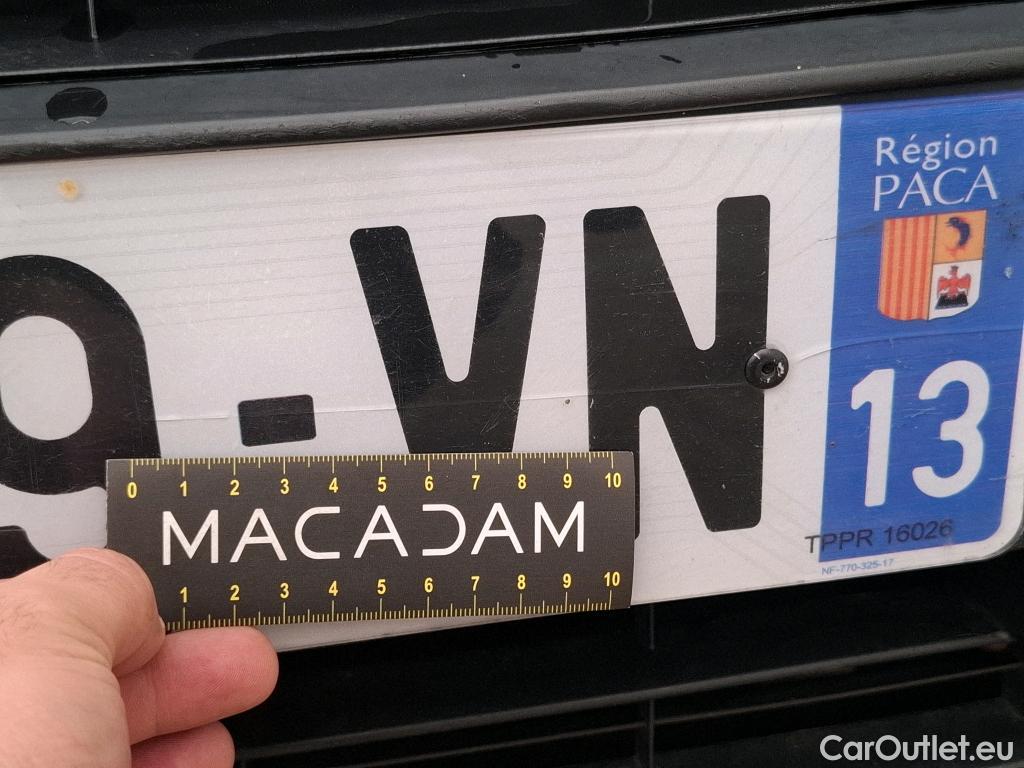 Région
PACA
9-VN
13
0 1 2 3 4 5 6 7 8 9 10
MACADAM
1 2 3 4 5 6 7 8 9 10
TPPR 16026
NF-770-325-17
CarOutlet.eu